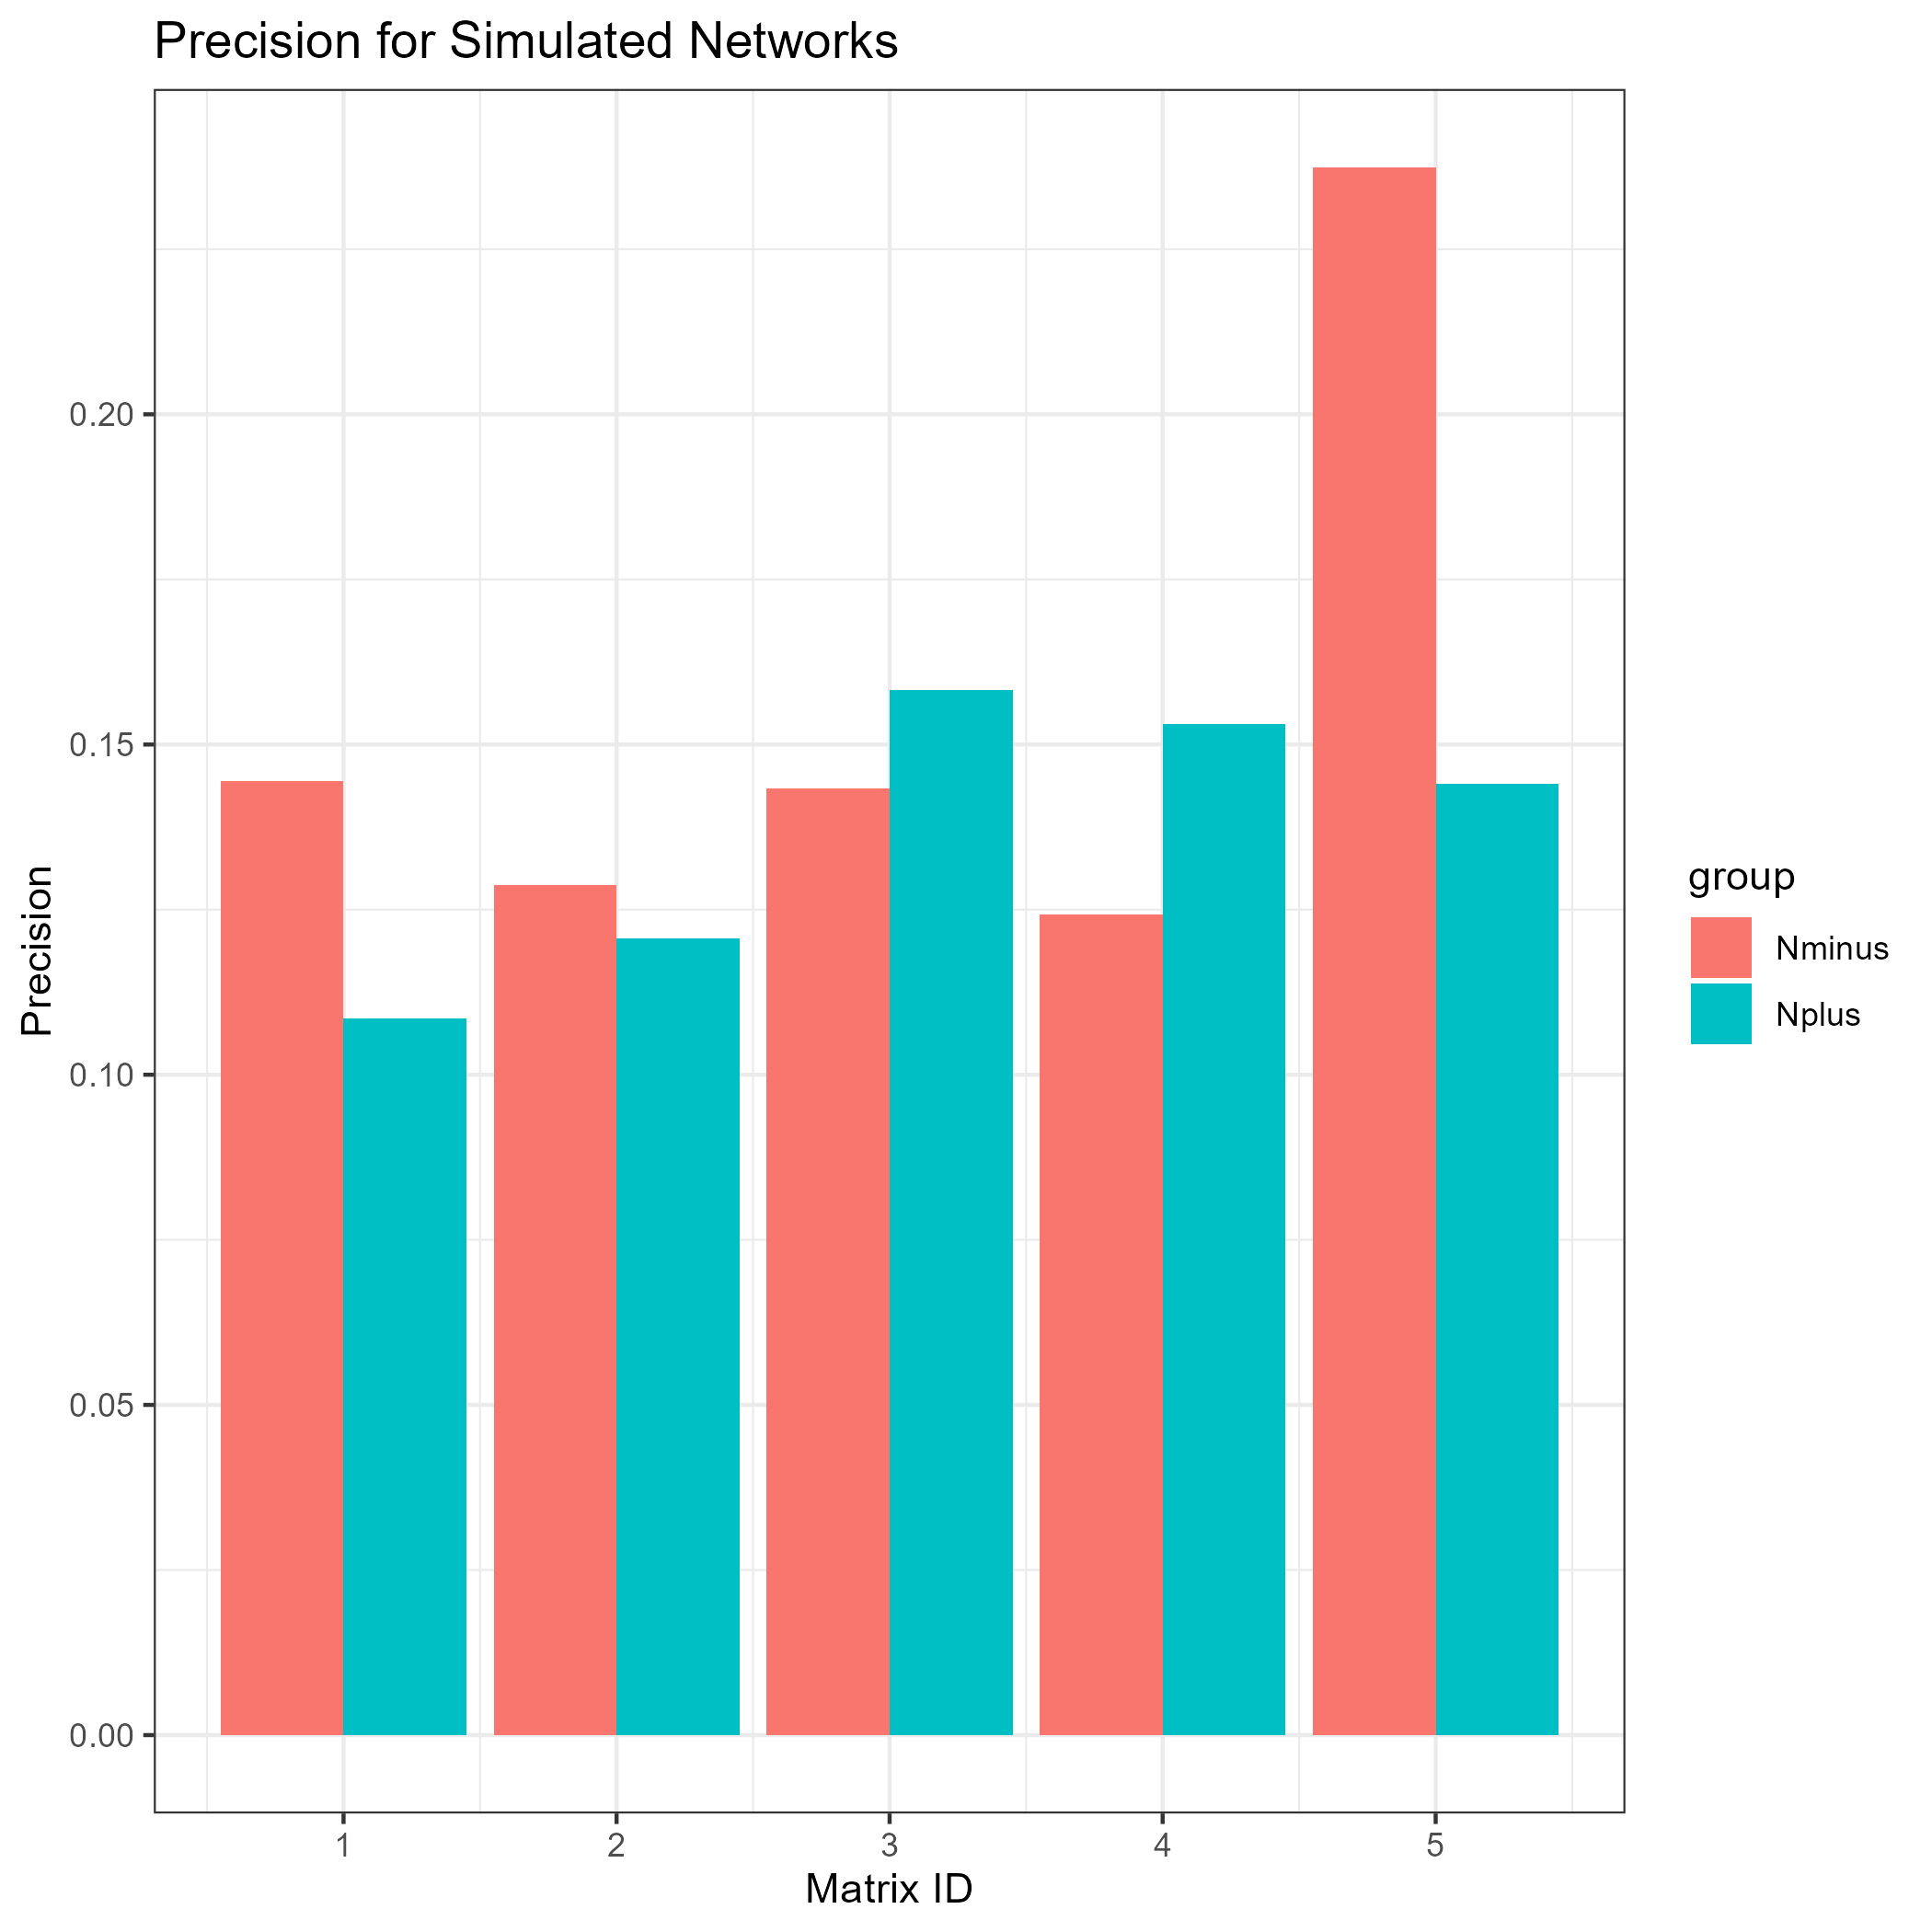 Precision for Simulated Networks
Precision
0.20
0.15
0.10
0.05
0.00
1 2 3 4 5
Matrix ID
group
Nminus
Nplus